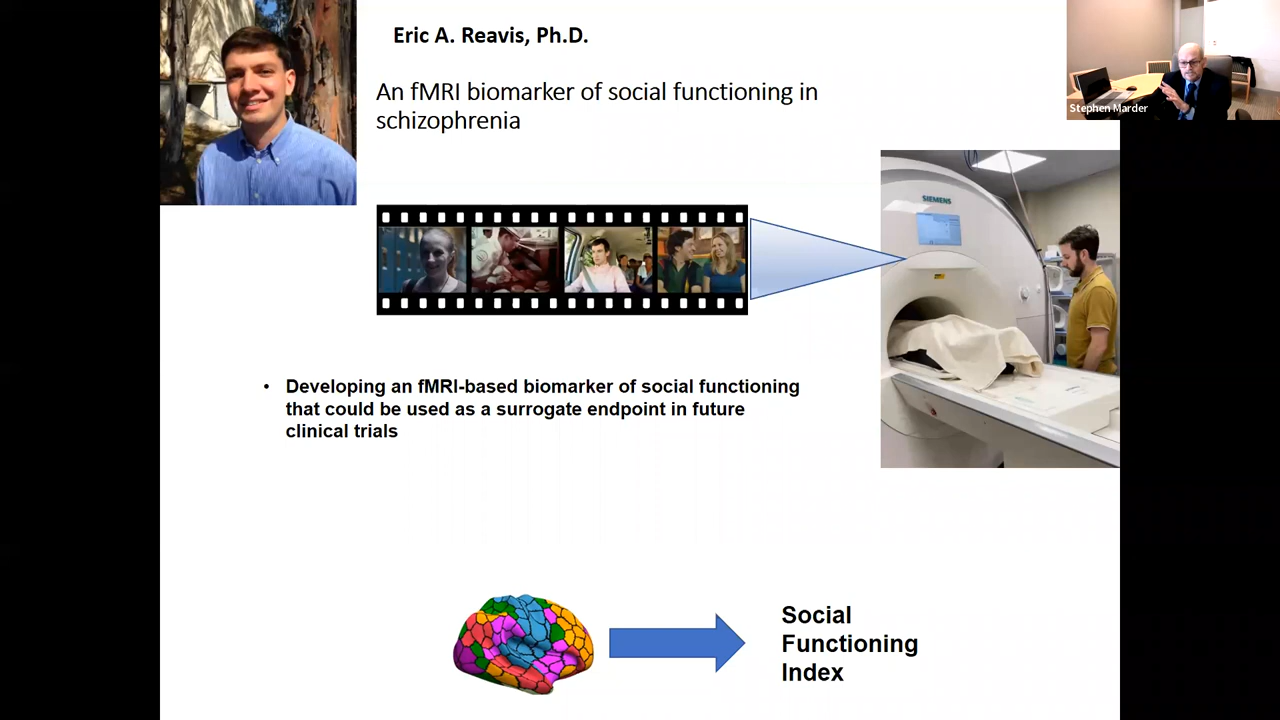 Eric A. Reavis, Ph.D.
An fMRI biomarker of social functioning in
schizophrenia
Stephen Marder
SIEMENS
• Developing an fMRI-based biomarker of social functioning
that could be used as a surrogate endpoint in future
clinical trials
Social
Functioning
Index